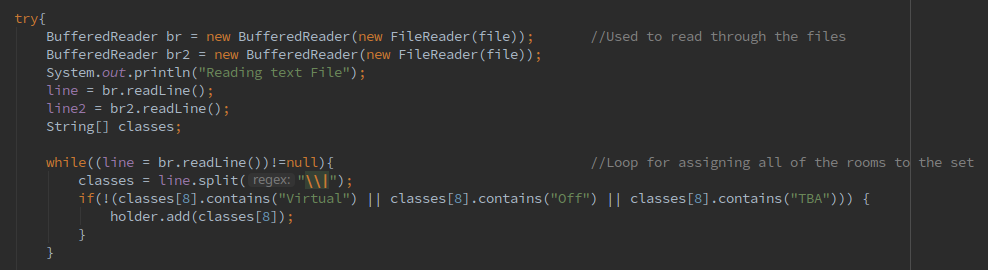 try{
BufferedReader br = new BufferedReader(new FileReader(file)); //Used to read through the files
BufferedReader br2 = new BufferedReader(new FileReader(file));
System.out.println("Reading text File");
line = br.readLine();
line2 = br2.readLine();
String[] classes;
while((line = br.readLine())!=null){ //Loop for assigning all of the rooms to the set
classes = line.split( regex: "\\|");
if(!(classes[8].contains("Virtual") || classes[8].contains("Off") || classes[8].contains("TBA"))) {
holder.add(classes[8]);
}
}